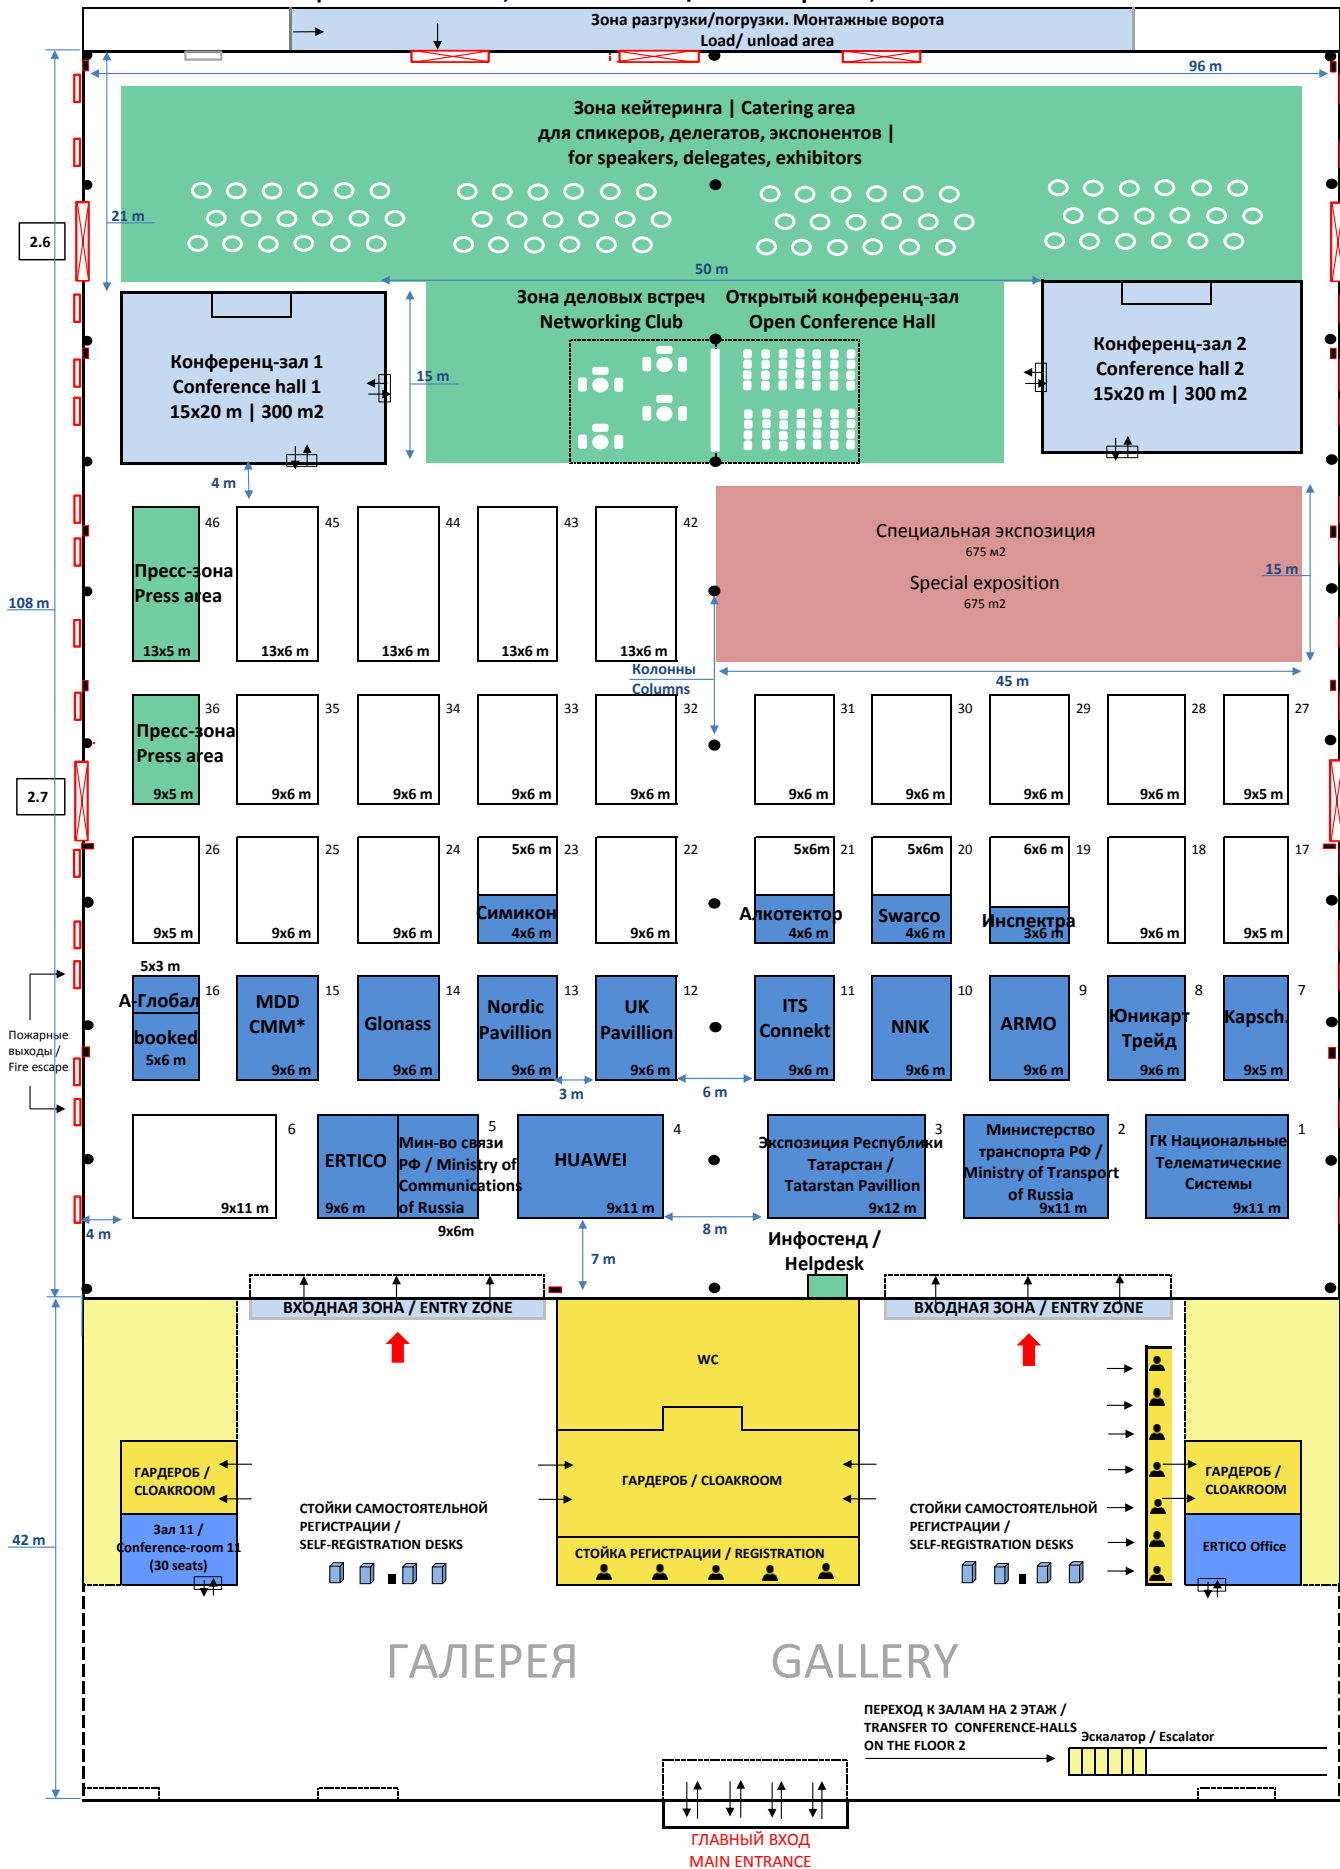 Зона разгрузки/погрузки. Монтажные ворота
Load/ unload area
96 m
Зона кейтеринга | Catering area
для спикеров, делегатов, экспонентов |
for speakers, delegates, exhibitors
21 m
2.6
50 m
Зона деловых встреч
Networking Club
Открытый конференц-зал
Open Conference Hall
Конференц-зал 1
Conference hall 1
15x20 m | 300 m2
15 m
Конференц-зал 2
Conference hall 2
15x20 m | 300 m2
4 m
46
45
44
43
42
Пресс-зона
Press area
13x5 m
13x6 m
13x6 m
13x6 m
13x6 m
Специальная экспозиция
675 м2
Special exposition
675 m2
15 m
108 m
Колонны
Columns
45 m
36
35
34
33
32
31
30
29
28
27
Пресс-зона
Press area
2.7
9x5 m
9x6 m
9x6 m
9x6 m
9x6 m
9x6 m
9x6 m
9x6 m
9x6 m
9x5 m
26
25
24
5x6 m
23
22
5x6m
21
5x6m
20
6x6 m
19
18
17
Симикон
Алкотектор
Swarco
Инспектра
9x5 m
9x6 m
9x6 m
4x6 m
9x6 m
4x6 m
4x6 m
3x6 m
9x6 m
9x5 m
5x3 m
А-Глобал
16
booked
5x6 m
MDD
CMM*
15
9x6 m
Glonass
14
9x6 m
Nordic
Pavillion
13
9x6 m
UK
Pavillion
12
9x6 m
ITS
Connekt
11
9x6 m
NNK
10
9x6 m
ARMO
9
9x6 m
Юникарт
Трейд
8
9x6 m
Kapsch.
7
9x5 m
Пожарные
выходы /
Fire escape
3 m
6 m
6
9x11 m
ERTICO
9x6 m
5
Мин-во связи
РФ / Ministry of
Communications
of Russia
9x6m
HUAWEI
4
9x11 m
Экспозиция Республики
Татарстан /
Tatarstan Pavillion
3
9x12 m
Министерство
транспорта РФ /
Ministry of Transport
of Russia
2
9x11 m
ГК Национальные
Телематические
Системы
1
9x11 m
4 m
7 m
8 m
Инфостенд /
Helpdesk
ВХОДНАЯ ЗОНА / ENTRY ZONE
ВХОДНАЯ ЗОНА / ENTRY ZONE
WC
ГАРДЕРОБ /
CLOAKROOM
ГАРДЕРОБ / CLOAKROOM
ГАРДЕРОБ /
CLOAKROOM
42 m
Зал 11 /
Conference-room 11
(30 seats)
СТОЙКИ САМОСТОЯТЕЛЬНОЙ
РЕГИСТРАЦИИ /
SELF-REGISTRATION DESKS
СТОЙКА РЕГИСТРАЦИИ / REGISTRATION
СТОЙКИ САМОСТОЯТЕЛЬНОЙ
РЕГИСТРАЦИИ /
SELF-REGISTRATION DESKS
ERTICO Office
ГАЛЕРЕЯ
GALLERY
ПЕРЕХОД К ЗАЛАМ НА 2 ЭТАЖ /
TRANSFER TO CONFERENCE-HALLS
ON THE FLOOR 2
Эскалатор / Escalator
ГЛАВНЫЙ ВХОД
MAIN ENTRANCE